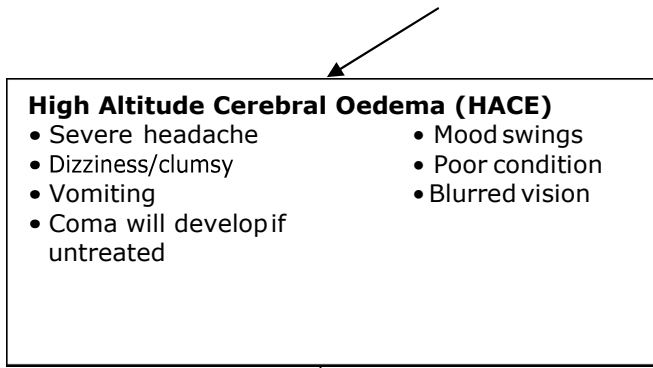 High Altitude Cerebral Oedema (HACE)
• Severe headache
• Dizziness/clumsy
• Vomiting
• Coma will develop if
untreated
• Mood swings
• Poor condition
• Blurred vision